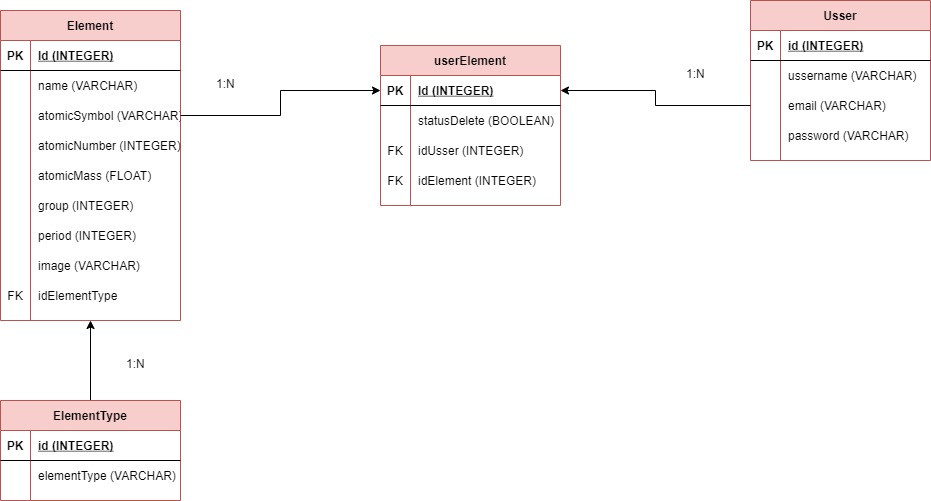 Element
PK Id (INTEGER)
name (VARCHAR)
atomicSymbol (VARCHAR)
atomicNumber (INTEGER)
atomicMass (FLOAT)
group (INTEGER)
period (INTEGER)
image (VARCHAR)
FK idElementType
1:N
userElement
PK Id (INTEGER)
statusDelete (BOOLEAN)
FK idUsser (INTEGER)
FK idElement (INTEGER)
1:N
Usser
PK id (INTEGER)
ussername (VARCHAR)
email (VARCHAR)
password (VARCHAR)
1:N
ElementType
PK id (INTEGER)
elementType (VARCHAR)